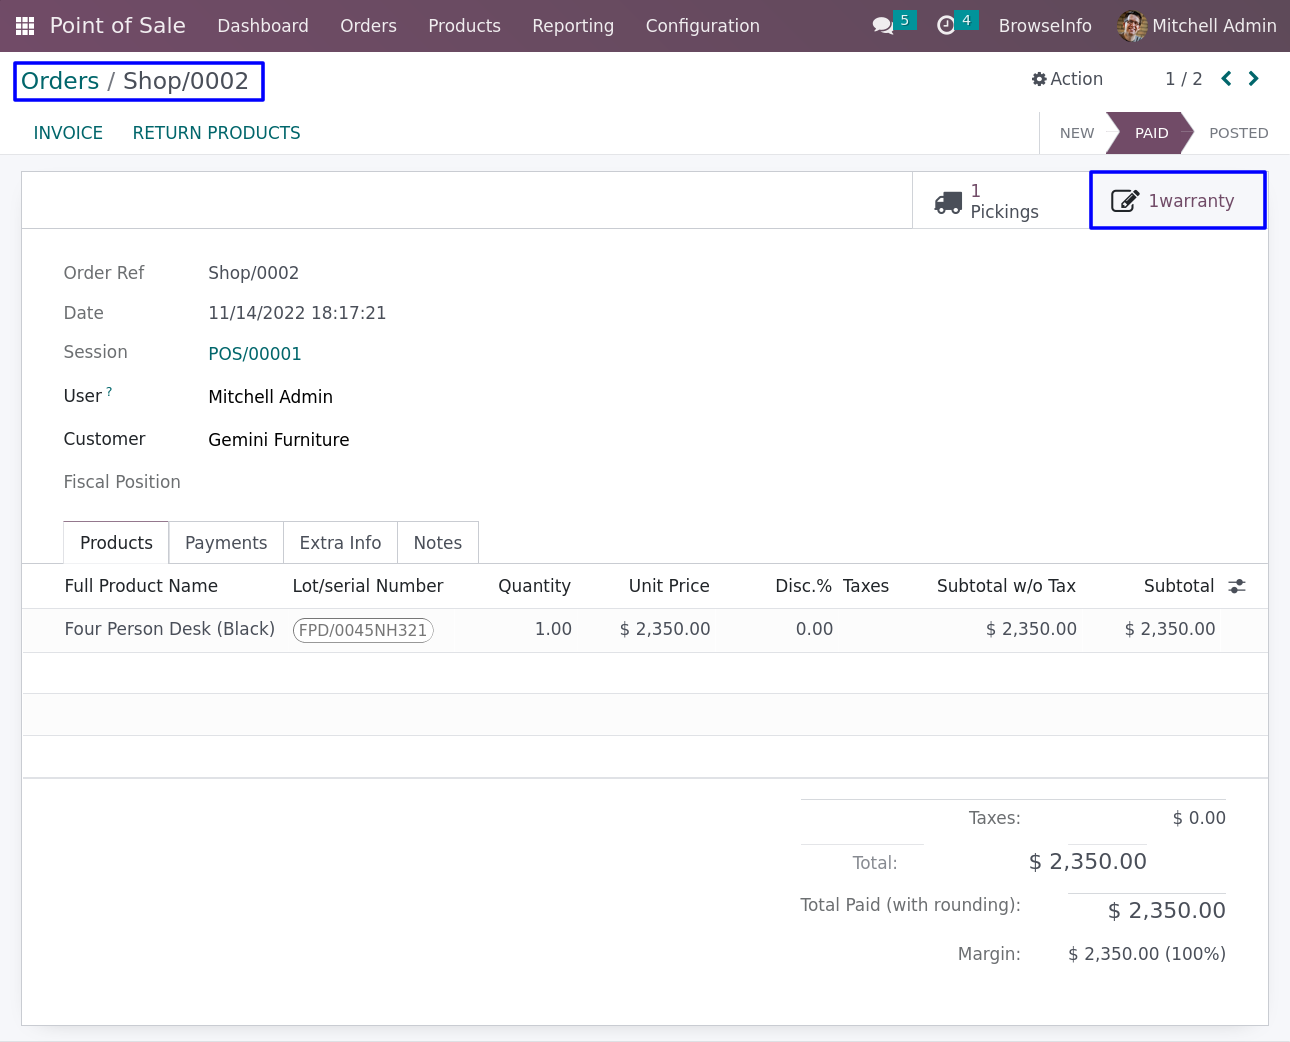 Point of Sale Dashboard Orders Products Reporting Configuration 5 4 BrowseInfo Mitchell Admin
Orders / Shop/0002
Action 1 / 2
INVOICE RETURN PRODUCTS NEW PAID POSTED
1
Pickings
1warranty
Order Ref Shop/0002
Date 11/14/2022 18:17:21
Session POS/00001
User ? Mitchell Admin
Customer Gemini Furniture
Fiscal Position
Products Payments Extra Info Notes
Full Product Name Lot/serial Number Quantity Unit Price Disc.% Taxes Subtotal w/o Tax Subtotal
Four Person Desk (Black) FPD/0045NH321 1.00 $ 2,350.00 0.00 $ 2,350.00 $ 2,350.00
Taxes: $ 0.00
Total: $ 2,350.00
Total Paid (with rounding): $ 2,350.00
Margin: $ 2,350.00 (100%)